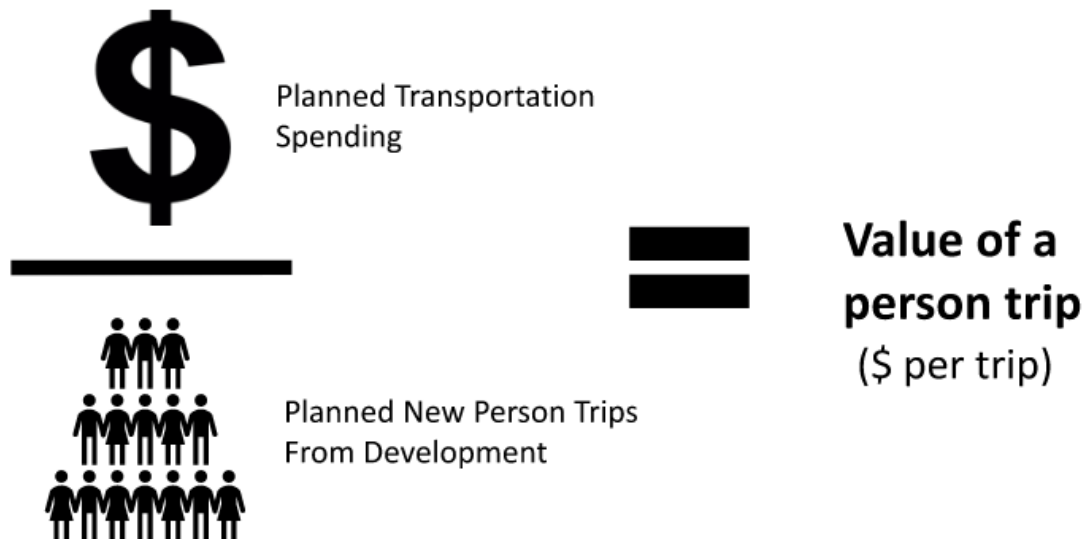 $
Planned Transportation
Spending
Value of a
person trip
($ per trip)
Planned New Person Trips
From Development